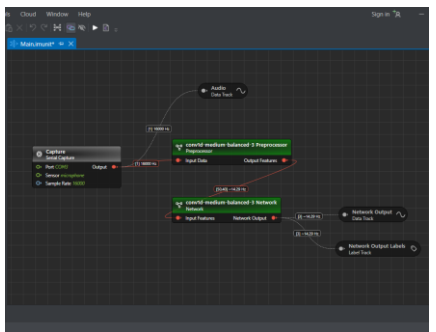 Cloud Window Help
Sign in
Main.imunit*
Audio
Data Track
[1] 16000 Hz
Capture
Serial Capture
Port COM5
Output
Sensor microphone
Sample Rate 16000
[1] 16000 Hz
conv1d-medium-balanced-3 Preprocessor
Preprocessor
Input Data
Output Features
conv1d-medium-balanced-3 Network
Network
Input Features
Network Output
Network Output
Data Track
Network Output Labels
Label Track